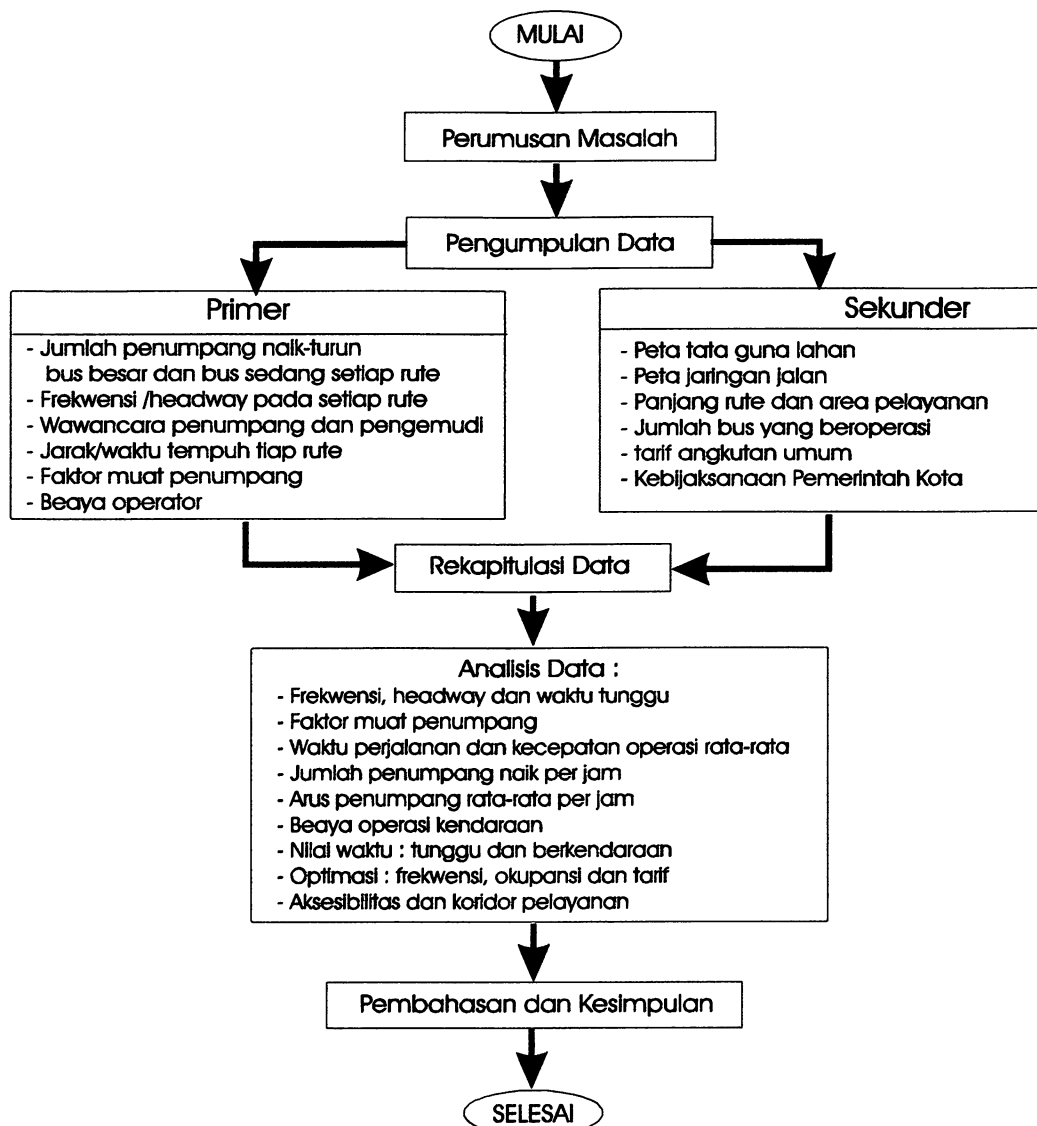 MULAI
Perumusan Masalah
Pengumpulan Data
Primer
- Jumlah penumpang naik-turun
bus besar dan bus sedang setiap rute
- Frekwensi /headway pada setiap rute
- Wawancara penumpang dan pengemudi
- Jarak/waktu tempuh tiap rute
- Faktor muat penumpang
- Beaya operator
Sekunder
- Peta tata guna lahan
- Peta jaringan jalan
- Panjang rute dan area pelayanan
- Jumlah bus yang beroperasi
- tarif angkutan umum
- Kebijaksanaan Pemerintah Kota
Rekapitulasi Data
Analisis Data :
- Frekwensi, headway dan waktu tunggu
- Faktor muat penumpang
- Waktu perjalanan dan kecepatan operasi rata-rata
- Jumlah penumpang naik per jam
- Arus penumpang rata-rata per jam
- Beaya operasi kendaraan
- Nilai waktu : tunggu dan berkendaraan
- Optimasi : frekwensi, okupansi dan tarif
- Aksesibilitas dan koridor pelayanan
Pembahasan dan Kesimpulan
SELESAI